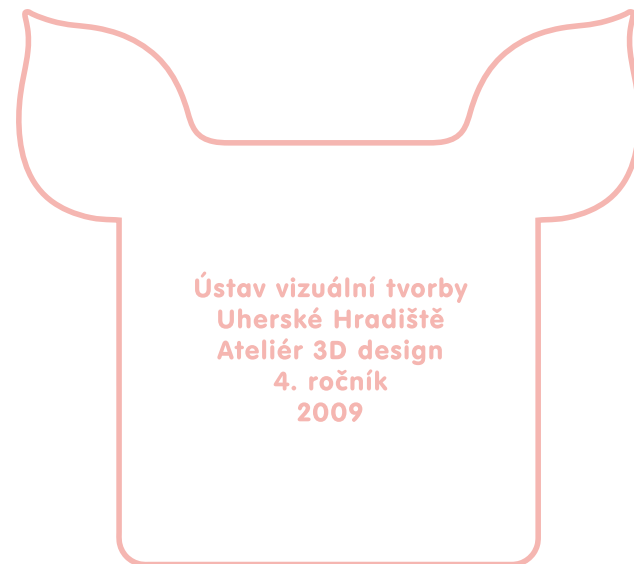 Ústav vizuální tvorby
Uherské Hradiště
Ateliér 3D design
4. ročník
2009